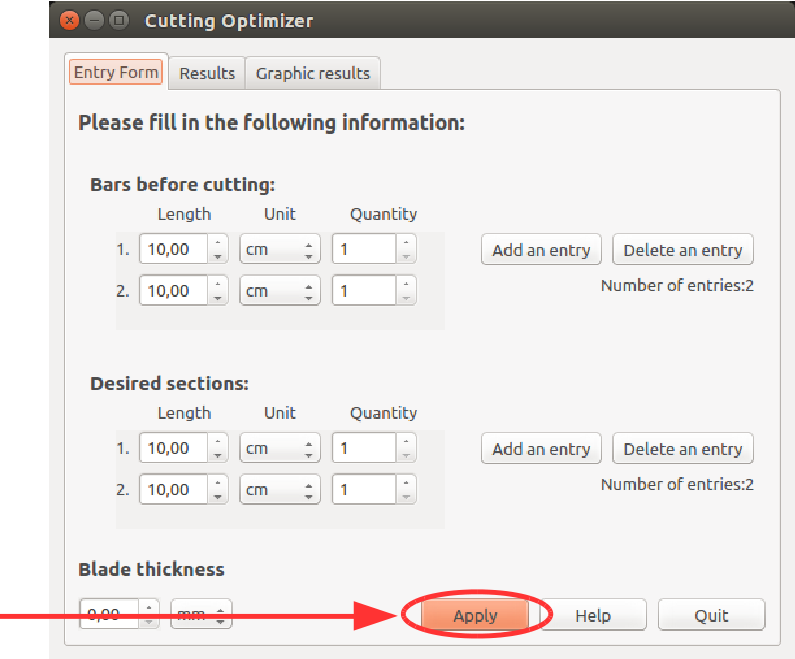 Cutting Optimizer
Entry Form Results Graphic results
Please fill in the following information:
Bars before cutting:
Length Unit Quantity
1. 10,00 cm 1 Add an entry Delete an entry
2. 10,00 cm 1 Number of entries:2
Desired sections:
Length Unit Quantity
1. 10,00 cm 1 Add an entry Delete an entry
2. 10,00 cm 1 Number of entries:2
Blade thickness
0,00 mm Apply Help Quit